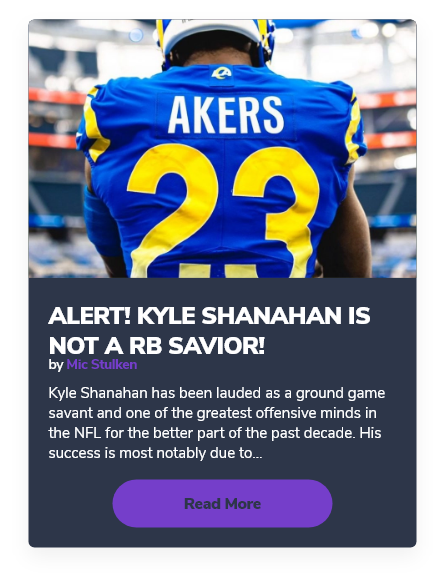 AKERS
23
ALERT! KYLE SHANAHAN IS
NOT A RB SAVIOR!
by Mic Stulken
Kyle Shanahan has been lauded as a ground game
savant and one of the greatest offensive minds in
the NFL for the better part of the past decade. His
success is most notably due to...
Read More